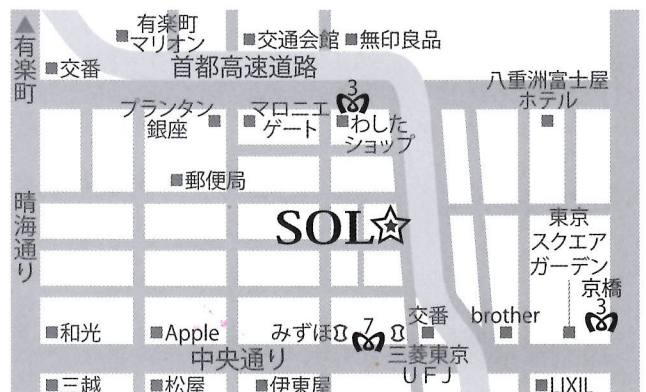 ▲有楽町
有楽町
マリオン
交通会館
無印良品
交番
首都高速道路
3
八重洲富士屋
ホテル
プランタン
銀座
マロニエ
ゲート
わした
ショップ
郵便局
晴海通り
SOL
東京
スクエア
ガーデン
京橋
3
和光
Apple
みずほ
7
交番
brother
中央通り
三菱東京
UFJ
三越
松屋
伊東屋
LIXIL